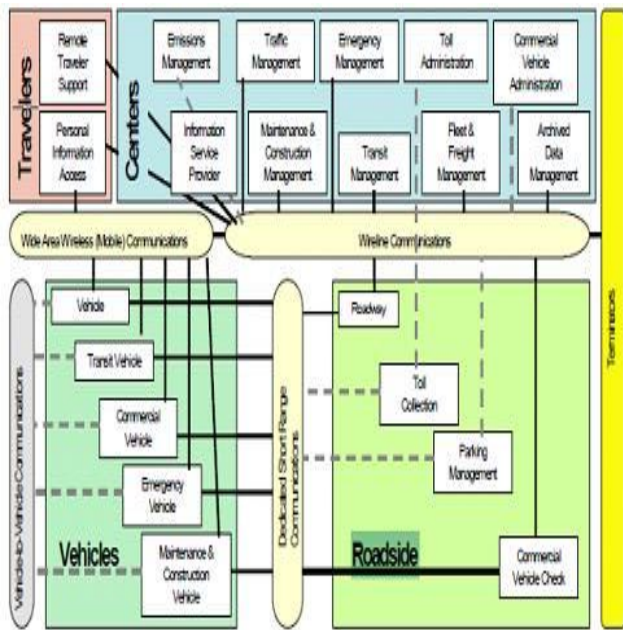 Travelers
Remote
Traveler
Support
Personal
Information
Access
Centers
Emissions
Management
Traffic
Management
Emergency
Management
Toll
Administration
Commercial
Vehicle
Administration
Information
Service
Provider
Maintenance &
Construction
Management
Transit
Management
Fleet &
Freight
Management
Archived
Data
Management
Terminators
Wide Area Wireless (Mobile) Communications
Wireline Communications
Vehicle-to-Vehicle Communications
Vehicle
Transit Vehicle
Commercial
Vehicle
Emergency
Vehicle
Maintenance &
Construction
Vehicle
Vehicles
Dedicated Short Range
Communications
Roadway
Toll
Collection
Parking
Management
Commercial
Vehicle Check
Roadside